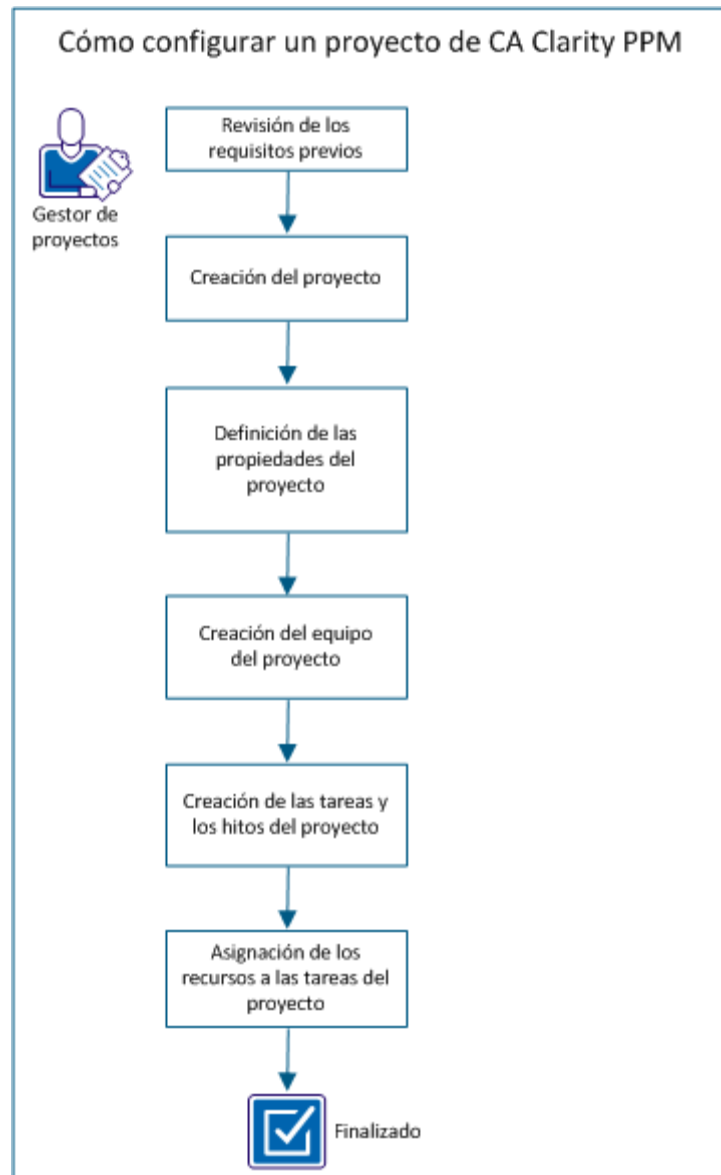 Cómo configurar un proyecto de CA Clarity PPM
Revisión de los
requisitos previos
Gestor de
proyectos
Creación del proyecto
Definición de las
propiedades del
proyecto
Creación del equipo
del proyecto
Creación de las tareas y
los hitos del proyecto
Asignación de los
recursos a las tareas del
proyecto
Finalizado